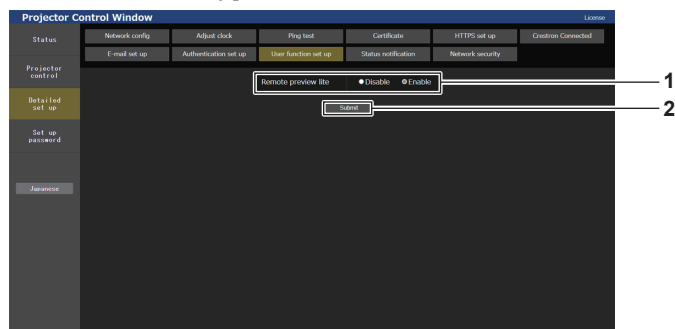 Projector Control Window
License
Status
Network config
Adjust clock
Ping test
Certificate
HTTPS set up
Crestron Connected
E-mail set up
Authentication set up
User function set up
Status notification
Network security
Projector
control
Remote preview lite
Disable
Enable
1
Submit
2
Detailed
set up
Set up
password
Japanese